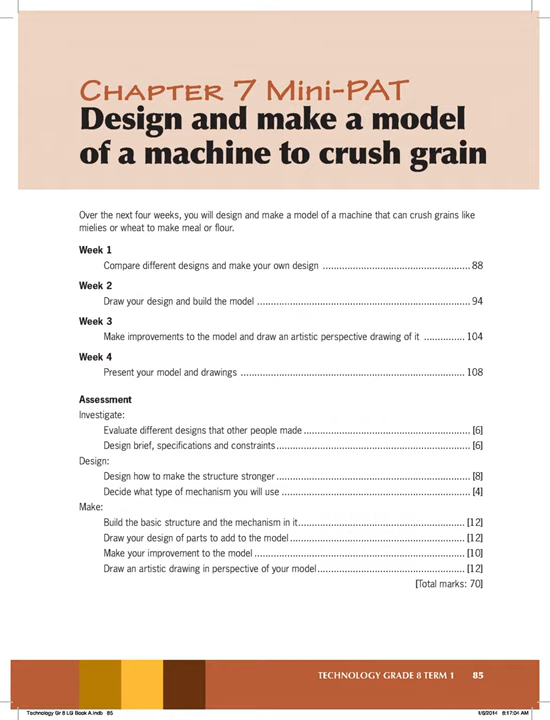 CHAPTER 7 Mini-PAT
Design and make a model
of a machine to crush grain
Over the next four weeks, you will design and make a model of a machine that can crush grains like
mielies or wheat to make meal or flour.
Week 1
Compare different designs and make your own design ........................................................ 88
Week 2
Draw your design and build the model ............................................................................... 94
Week 3
Make improvements to the model and draw an artistic perspective drawing of it ............... 104
Week 4
Present your model and drawings .................................................................................... 108
Assessment
Investigate:
Evaluate different designs that other people made .............................................................. [6]
Design brief, specifications and constraints ........................................................................ [6]
Design:
Design how to make the structure stronger ........................................................................ [8]
Decide what type of mechanism you will use ...................................................................... [4]
Make:
Build the basic structure and the mechanism in it.............................................................. [12]
Draw your design of parts to add to the model ................................................................. [12]
Make your improvement to the model .............................................................................. [10]
Draw an artistic drawing in perspective of your model....................................................... [12]
[Total marks: 70]
TECHNOLOGY GRADE 8 TERM 1 85
Technology Gr 8 LG Book A.indb 85 1/9/2014 8:17:04 AM